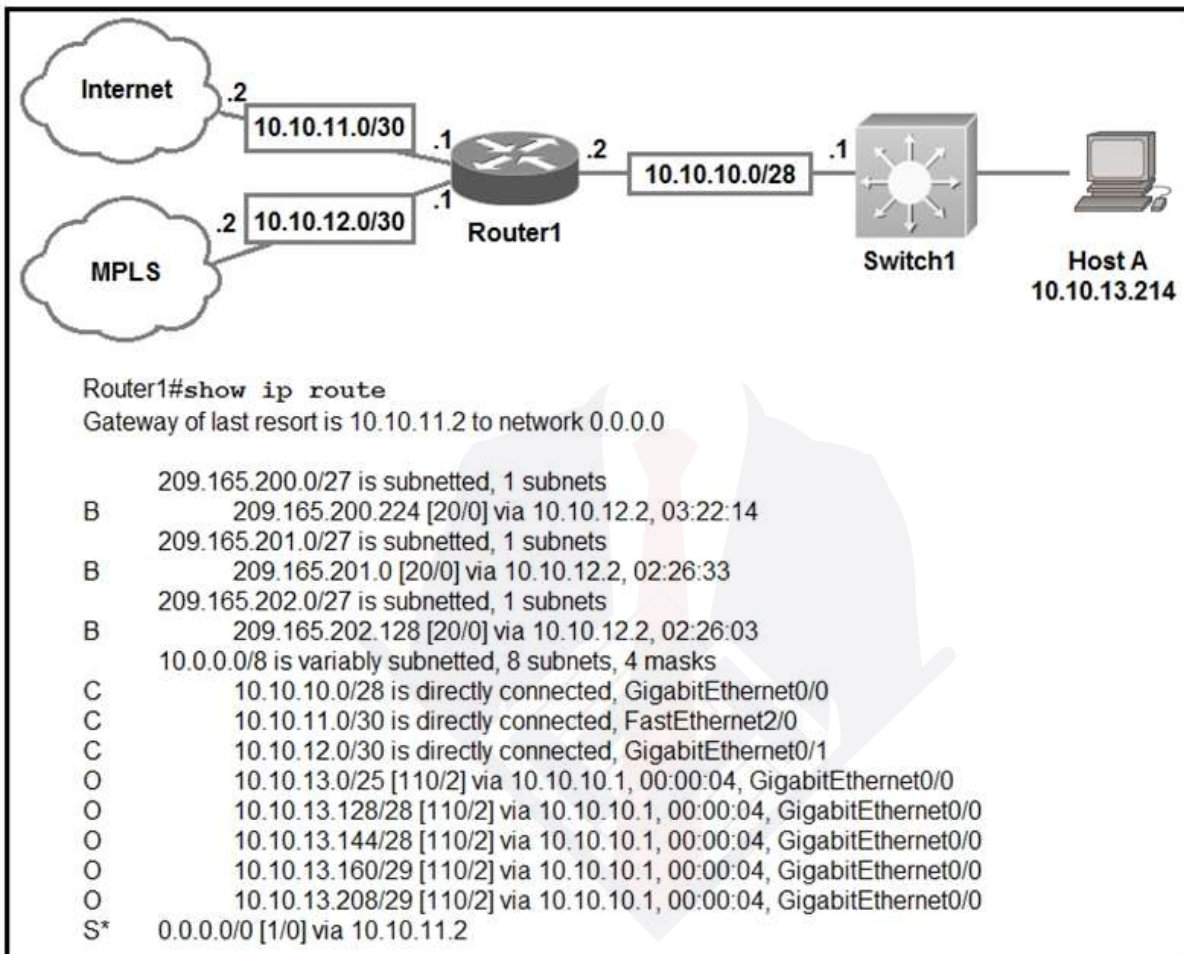 Internet
.2
10.10.11.0/30
.1
.2
10.10.10.0/28
.1
.1
.2
10.10.12.0/30
Router1
MPLS
Switch1
Host A
10.10.13.214
Router1#show ip route
Gateway of last resort is 10.10.11.2 to network 0.0.0.0
209.165.200.0/27 is subnetted, 1 subnets
B 209.165.200.224 [20/0] via 10.10.12.2, 03:22:14
209.165.201.0/27 is subnetted, 1 subnets
B 209.165.201.0 [20/0] via 10.10.12.2, 02:26:33
209.165.202.0/27 is subnetted, 1 subnets
B 209.165.202.128 [20/0] via 10.10.12.2, 02:26:03
10.0.0.0/8 is variably subnetted, 8 subnets, 4 masks
C 10.10.10.0/28 is directly connected, GigabitEthernet0/0
C 10.10.11.0/30 is directly connected, FastEthernet2/0
C 10.10.12.0/30 is directly connected, GigabitEthernet0/1
O 10.10.13.0/25 [110/2] via 10.10.10.1, 00:00:04, GigabitEthernet0/0
O 10.10.13.128/28 [110/2] via 10.10.10.1, 00:00:04, GigabitEthernet0/0
O 10.10.13.144/28 [110/2] via 10.10.10.1, 00:00:04, GigabitEthernet0/0
O 10.10.13.160/29 [110/2] via 10.10.10.1, 00:00:04, GigabitEthernet0/0
O 10.10.13.208/29 [110/2] via 10.10.10.1, 00:00:04, GigabitEthernet0/0
S* 0.0.0.0/0 [1/0] via 10.10.11.2